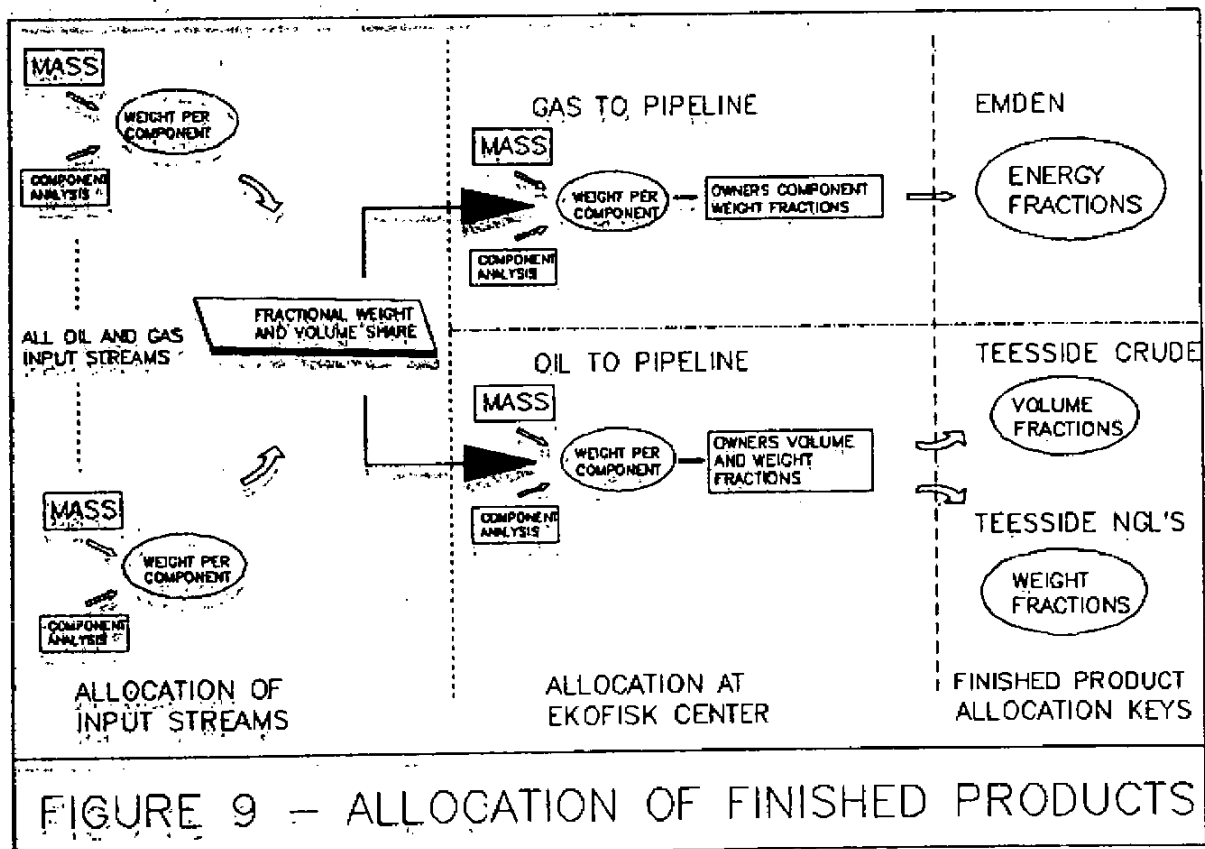 MASS
WEIGHT PER
COMPONENT
COMPONENT
ANALYSIS
ALL OIL AND GAS
INPUT STREAMS
FRACTIONAL WEIGHT
AND VOLUME SHARE
MASS
WEIGHT PER
COMPONENT
COMPONENT
ANALYSIS
ALLOCATION OF
INPUT STREAMS
GAS TO PIPELINE
MASS
WEIGHT PER
COMPONENT
COMPONENT
ANALYSIS
OWNERS COMPONENT
WEIGHT FRACTIONS
OIL TO PIPELINE
MASS
WEIGHT PER
COMPONENT
COMPONENT
ANALYSIS
OWNERS VOLUME
AND WEIGHT
FRACTIONS
ALLOCATION AT
EKOFISK CENTER
EMDEN
ENERGY
FRACTIONS
TEESSIDE CRUDE
VOLUME
FRACTIONS
TEESSIDE NGL'S
WEIGHT
FRACTIONS
FINISHED PRODUCT
ALLOCATION KEYS
FIGURE 9 – ALLOCATION OF FINISHED PRODUCTS